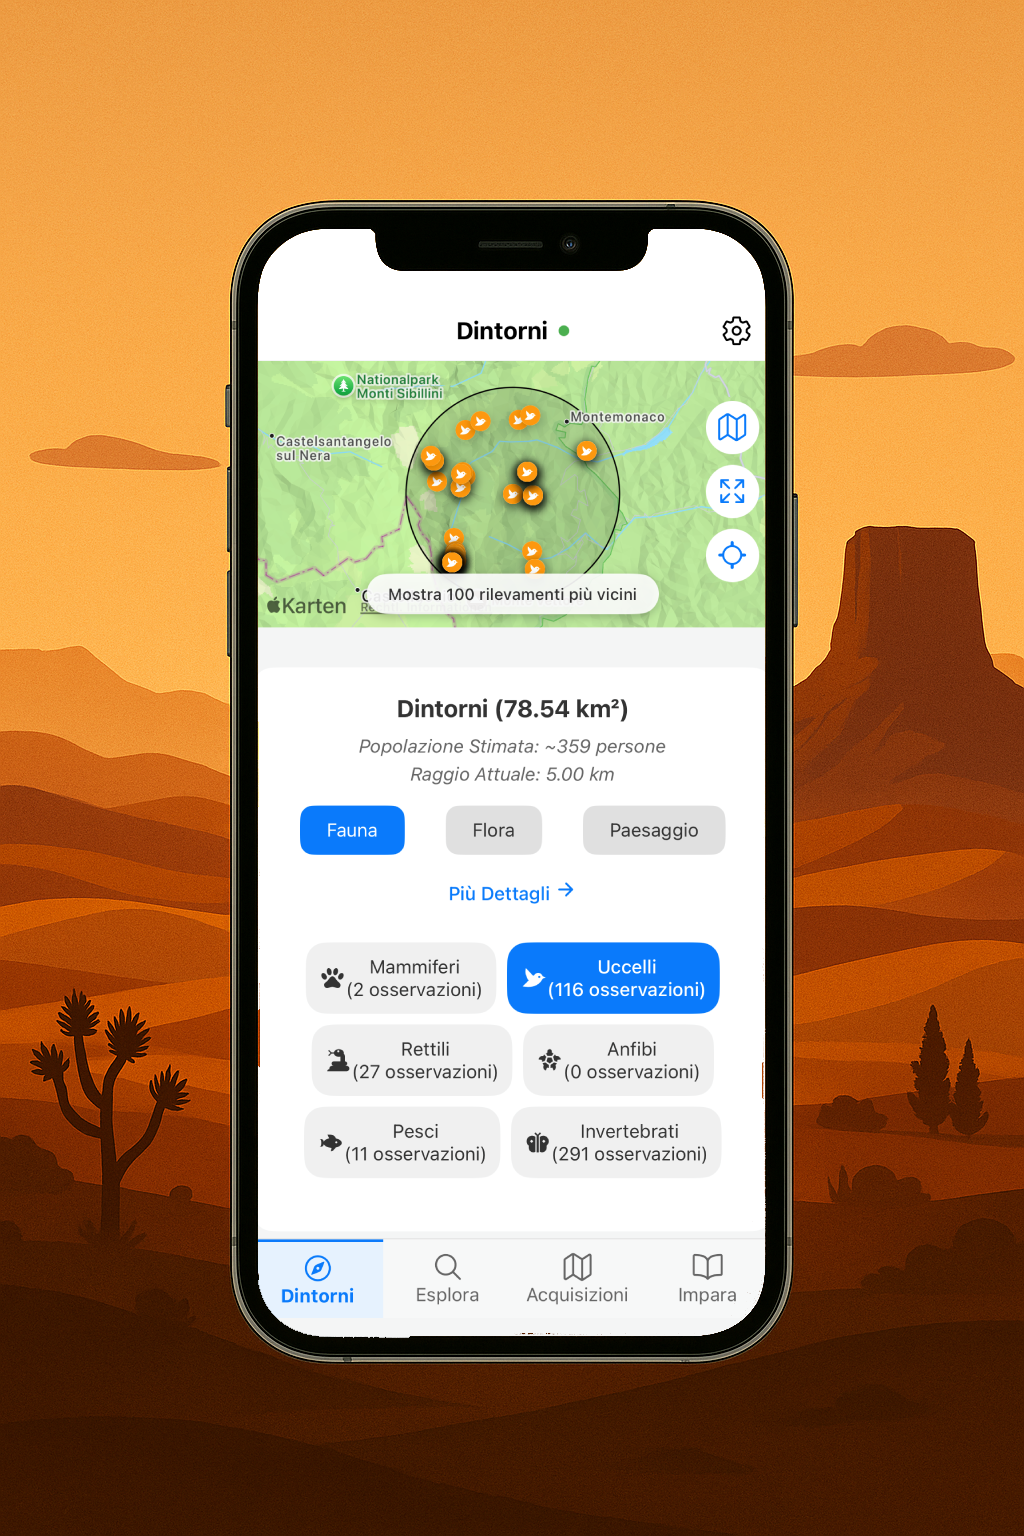 Dintorni
Nationalpark
Monti Sibillini
Montemonaco
Castelsantangelo
sul Nera
Mostra 100 rilevamenti più vicini
Karten
Dintorni (78.54 km²)
Popolazione Stimata: ~359 persone
Raggio Attuale: 5.00 km
Fauna
Flora
Paesaggio
Più Dettagli →
Mammiferi
(2 osservazioni)
Uccelli
(116 osservazioni)
Rettili
(27 osservazioni)
Anfibi
(0 osservazioni)
Pesci
(11 osservazioni)
Invertebrati
(291 osservazioni)
Dintorni
Esplora
Acquisizioni
Impara